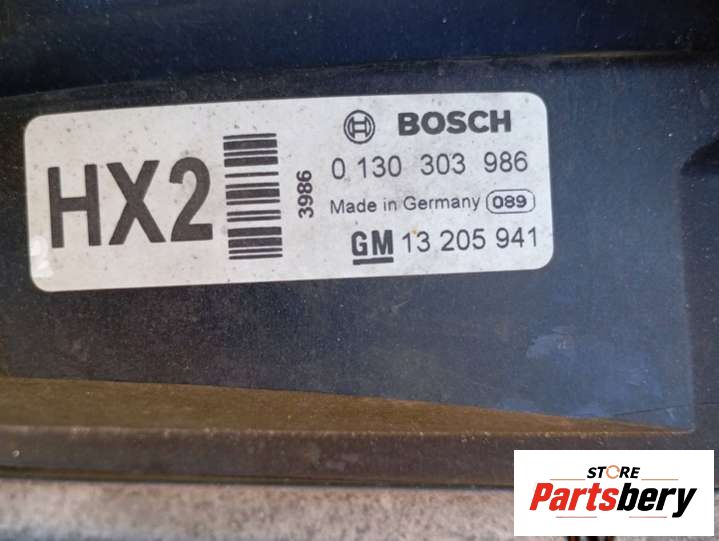 HX2
3986
BOSCH
0 130 303 986
Made in Germany 089
GM 13 205 941
STORE
Partsbery